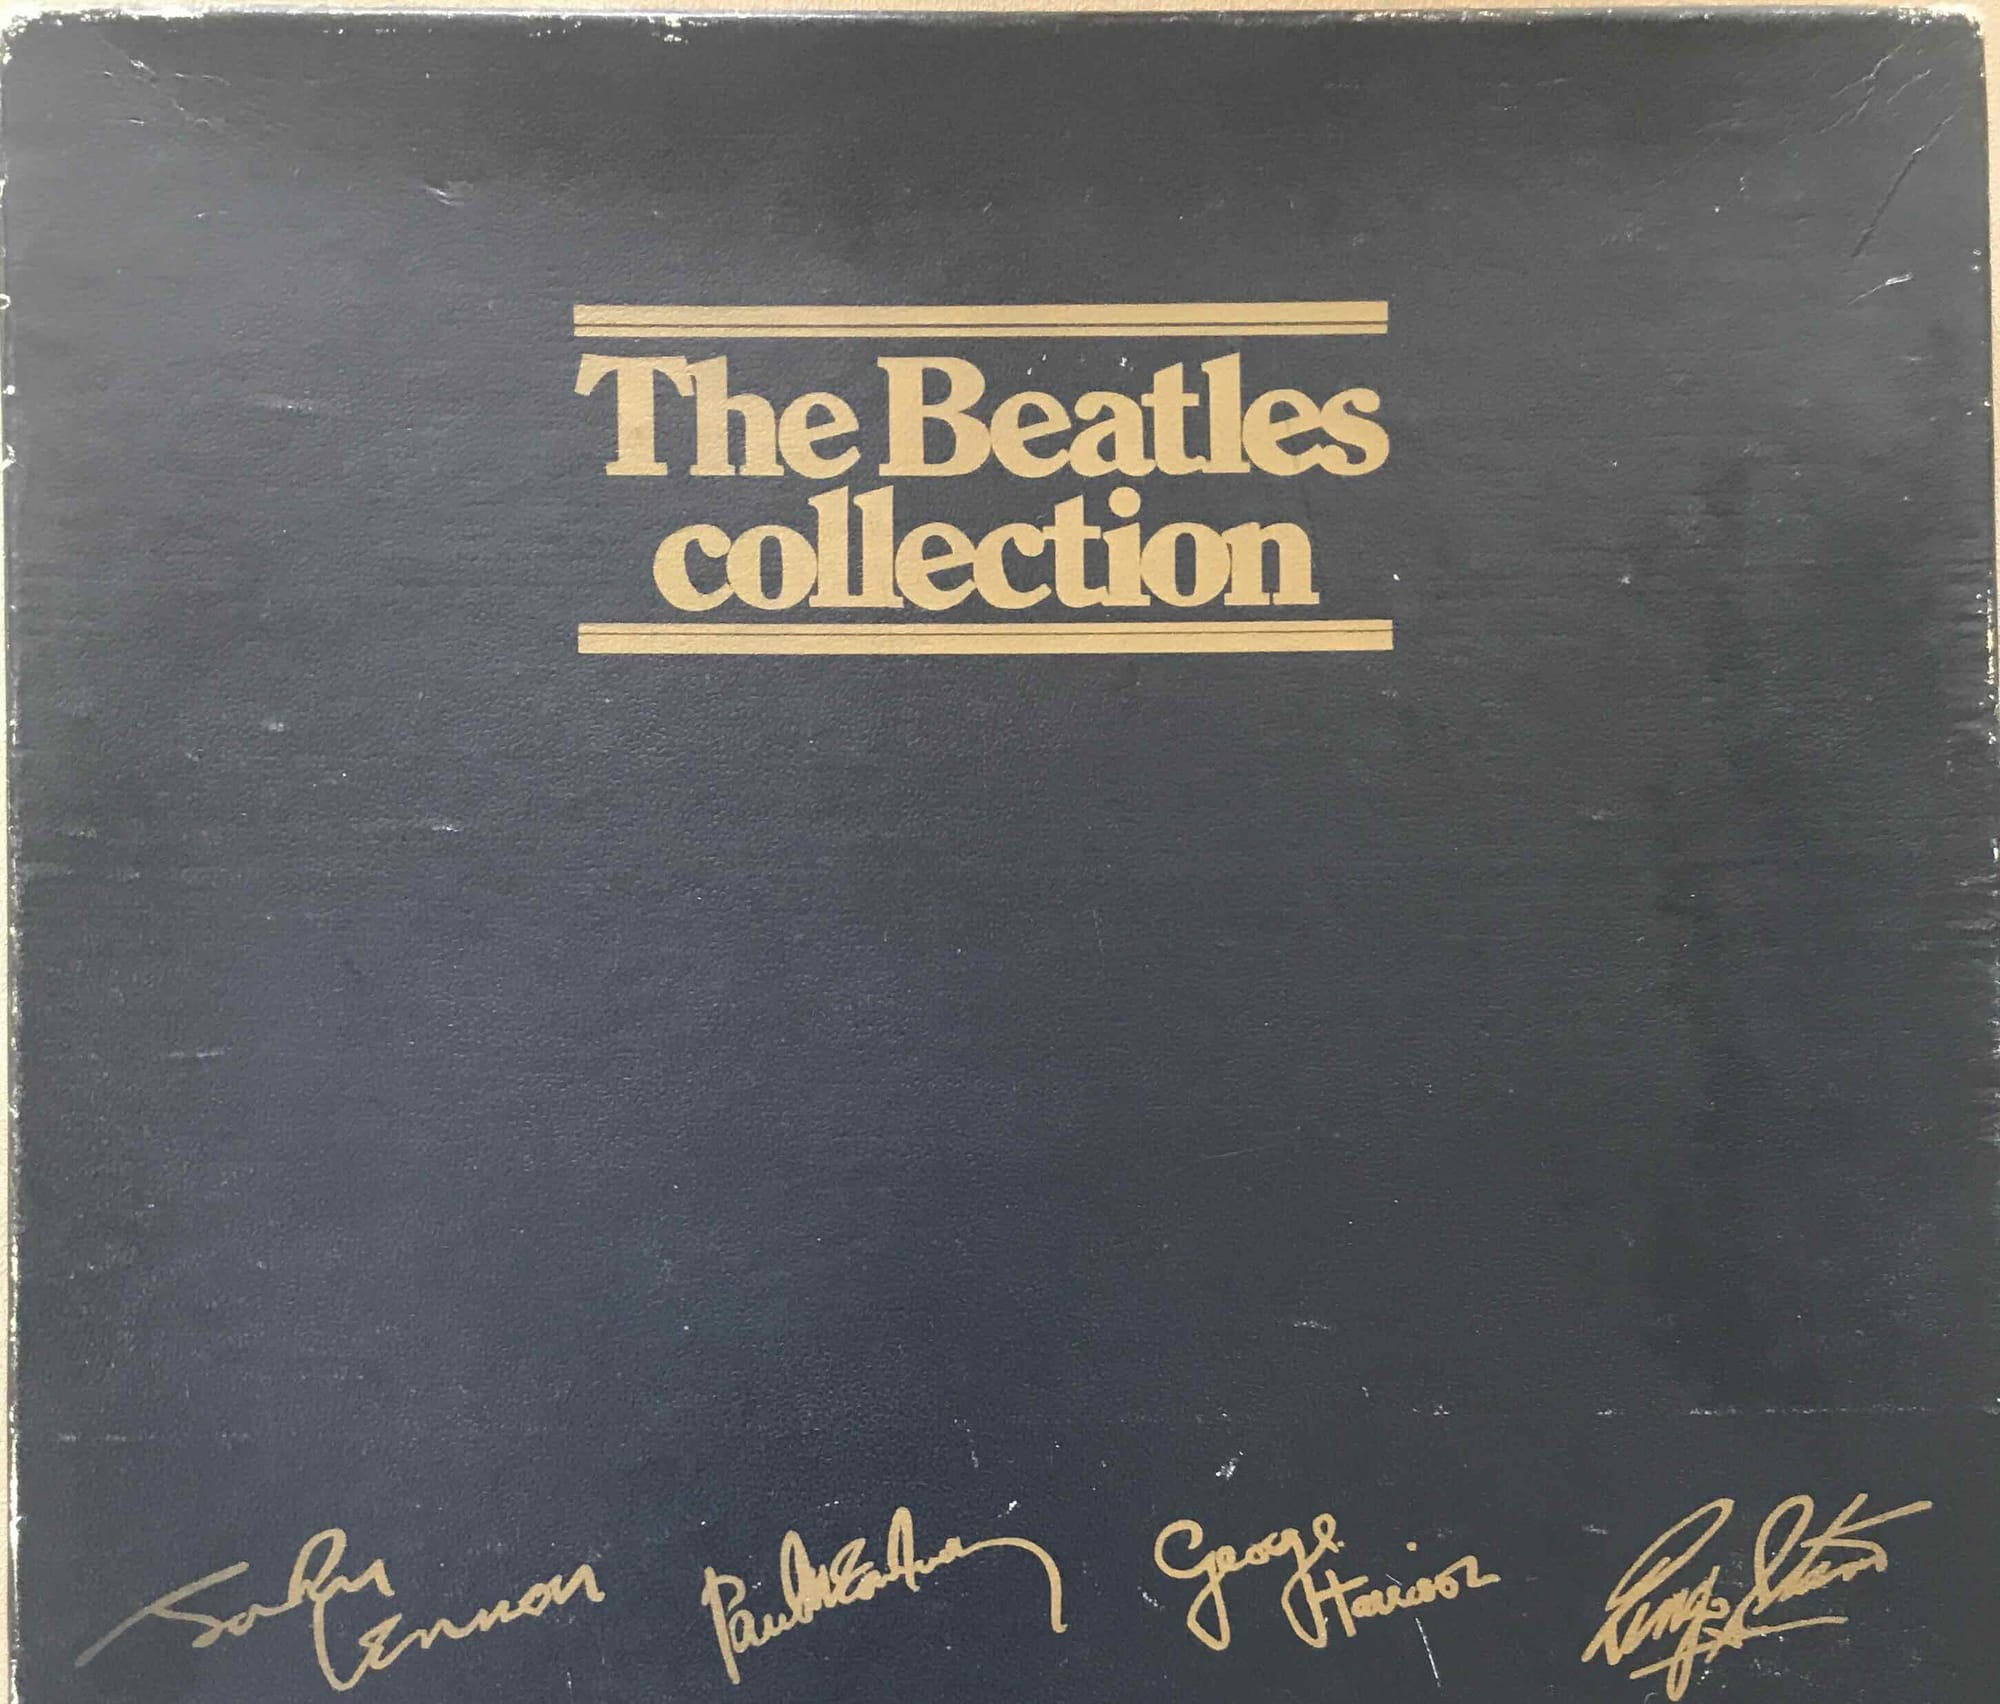 The Beatles
collection
John Lennon
Paul McCartney
George Harrison
Ringo Starr